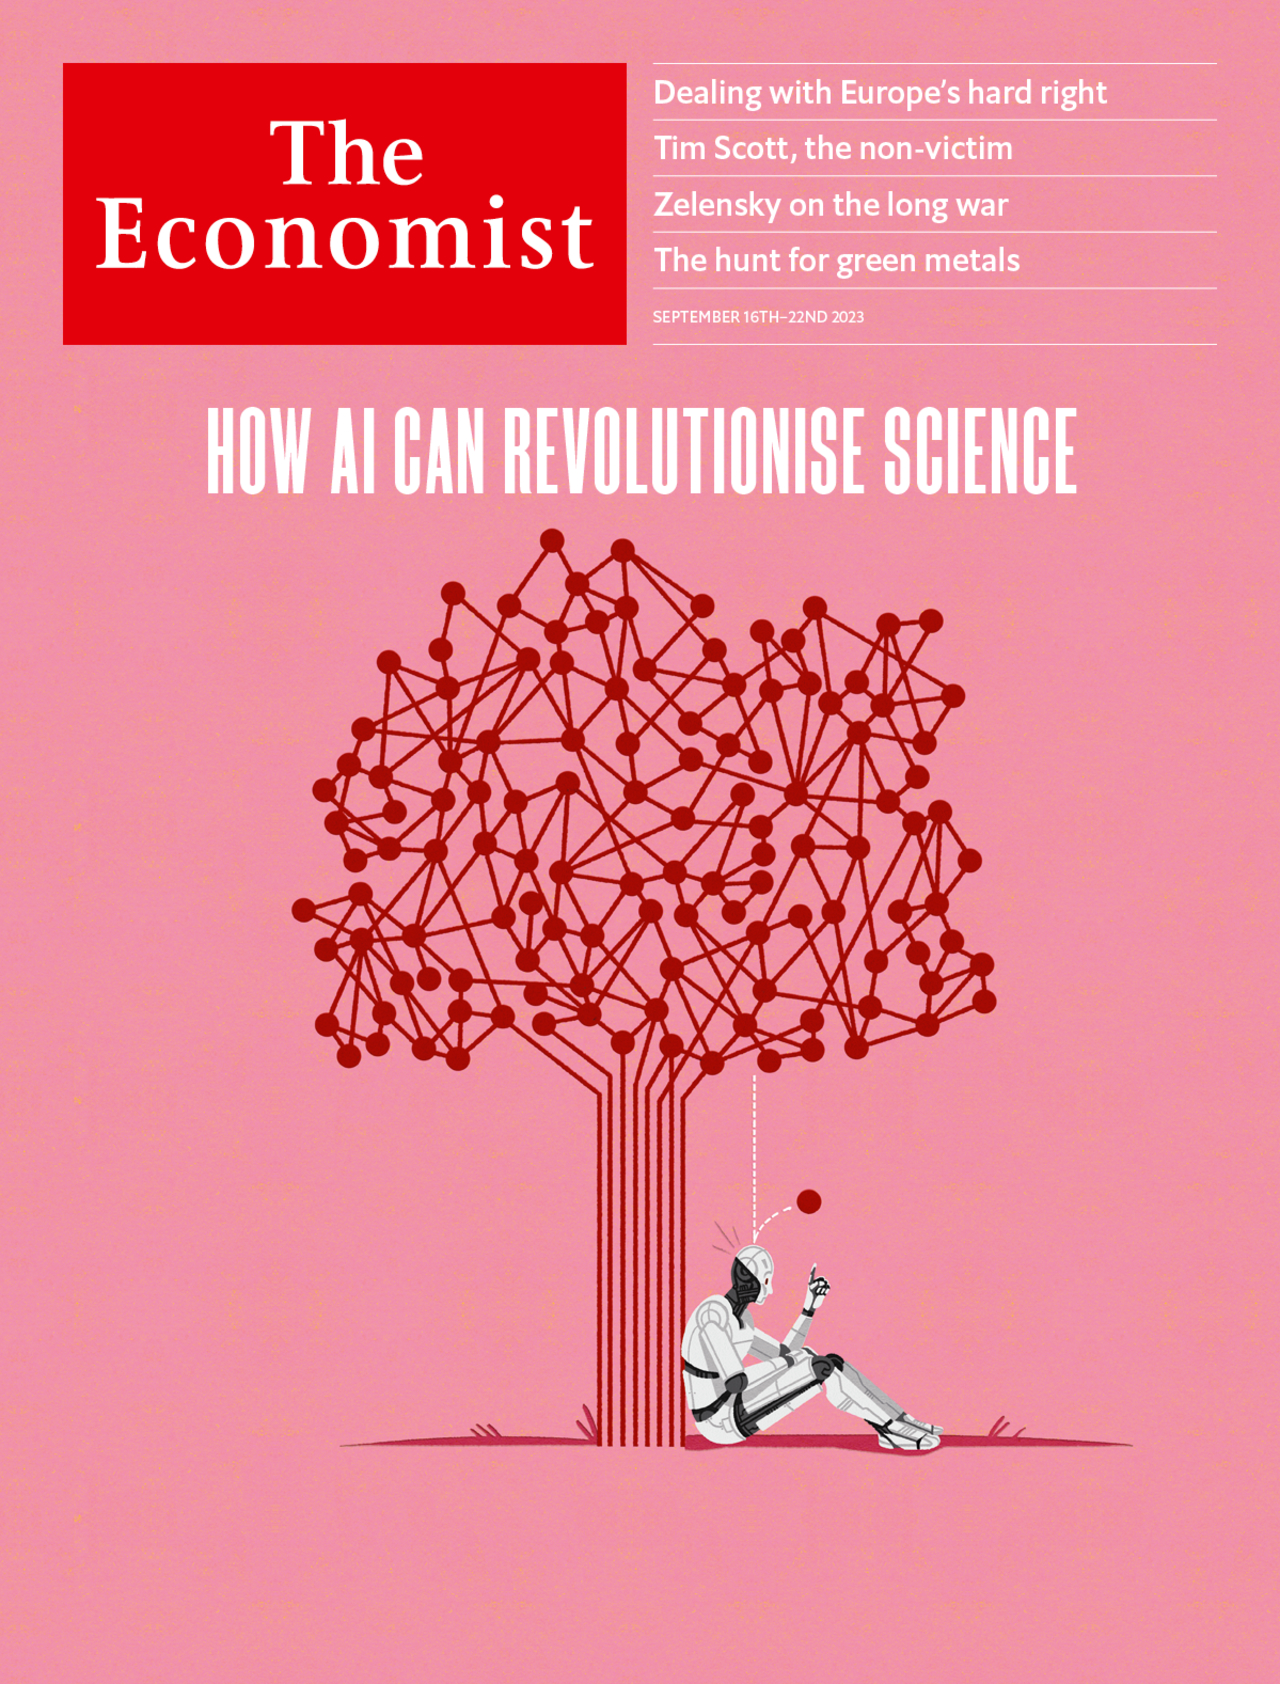 The
Economist
Dealing with Europe's hard right
Tim Scott, the non-victim
Zelensky on the long war
The hunt for green metals
SEPTEMBER 16TH–22ND 2023
HOW AI CAN REVOLUTIONISE SCIENCE